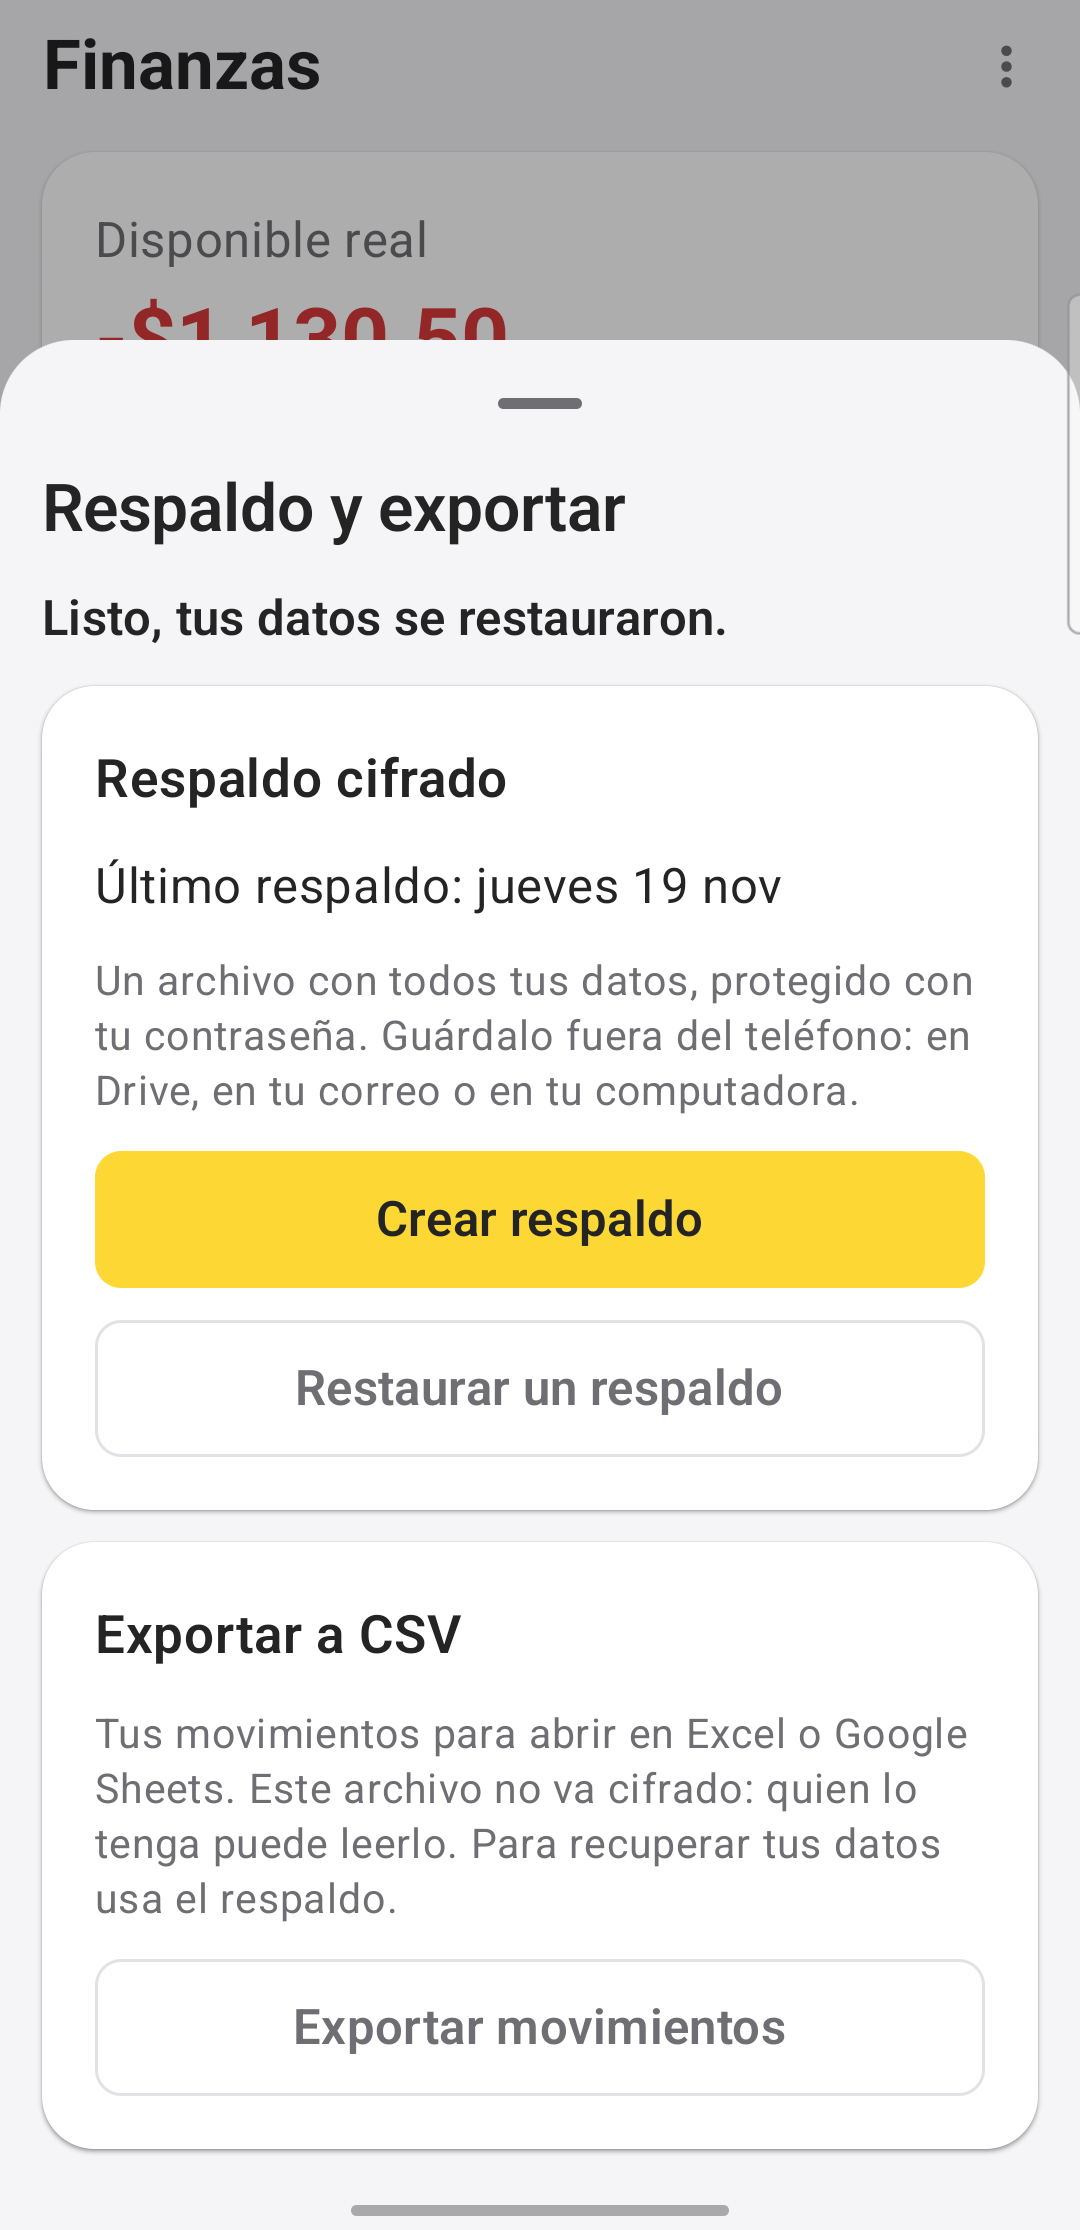 Finanzas
Disponible real
-$1,130.50
Respaldo y exportar
Listo, tus datos se restauraron.
Respaldo cifrado
Último respaldo: jueves 19 nov
Un archivo con todos tus datos, protegido con
tu contraseña. Guárdalo fuera del teléfono: en
Drive, en tu correo o en tu computadora.
Crear respaldo
Restaurar un respaldo
Exportar a CSV
Tus movimientos para abrir en Excel o Google
Sheets. Este archivo no va cifrado: quien lo
tenga puede leerlo. Para recuperar tus datos
usa el respaldo.
Exportar movimientos